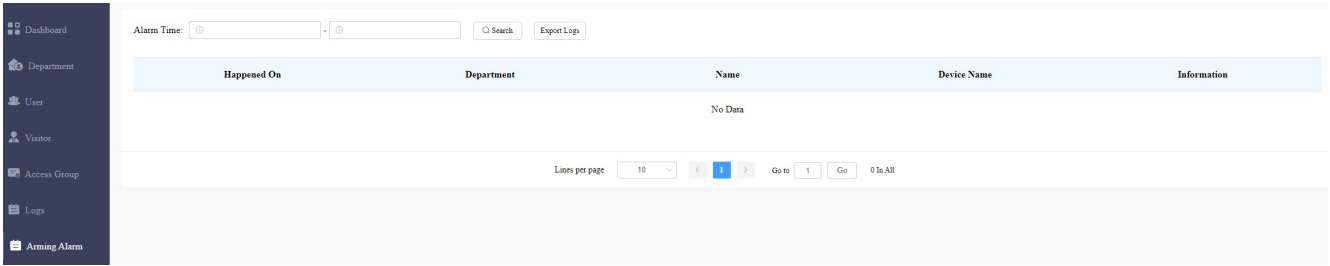 Dashboard
Department
User
Visitor
Access Group
Logs
Arming Alarm
Alarm Time: - Search Export Logs
Happened On Department Name Device Name Information
No Data
Lines per page 10 < 1 > Go to 1 Go 0 In All